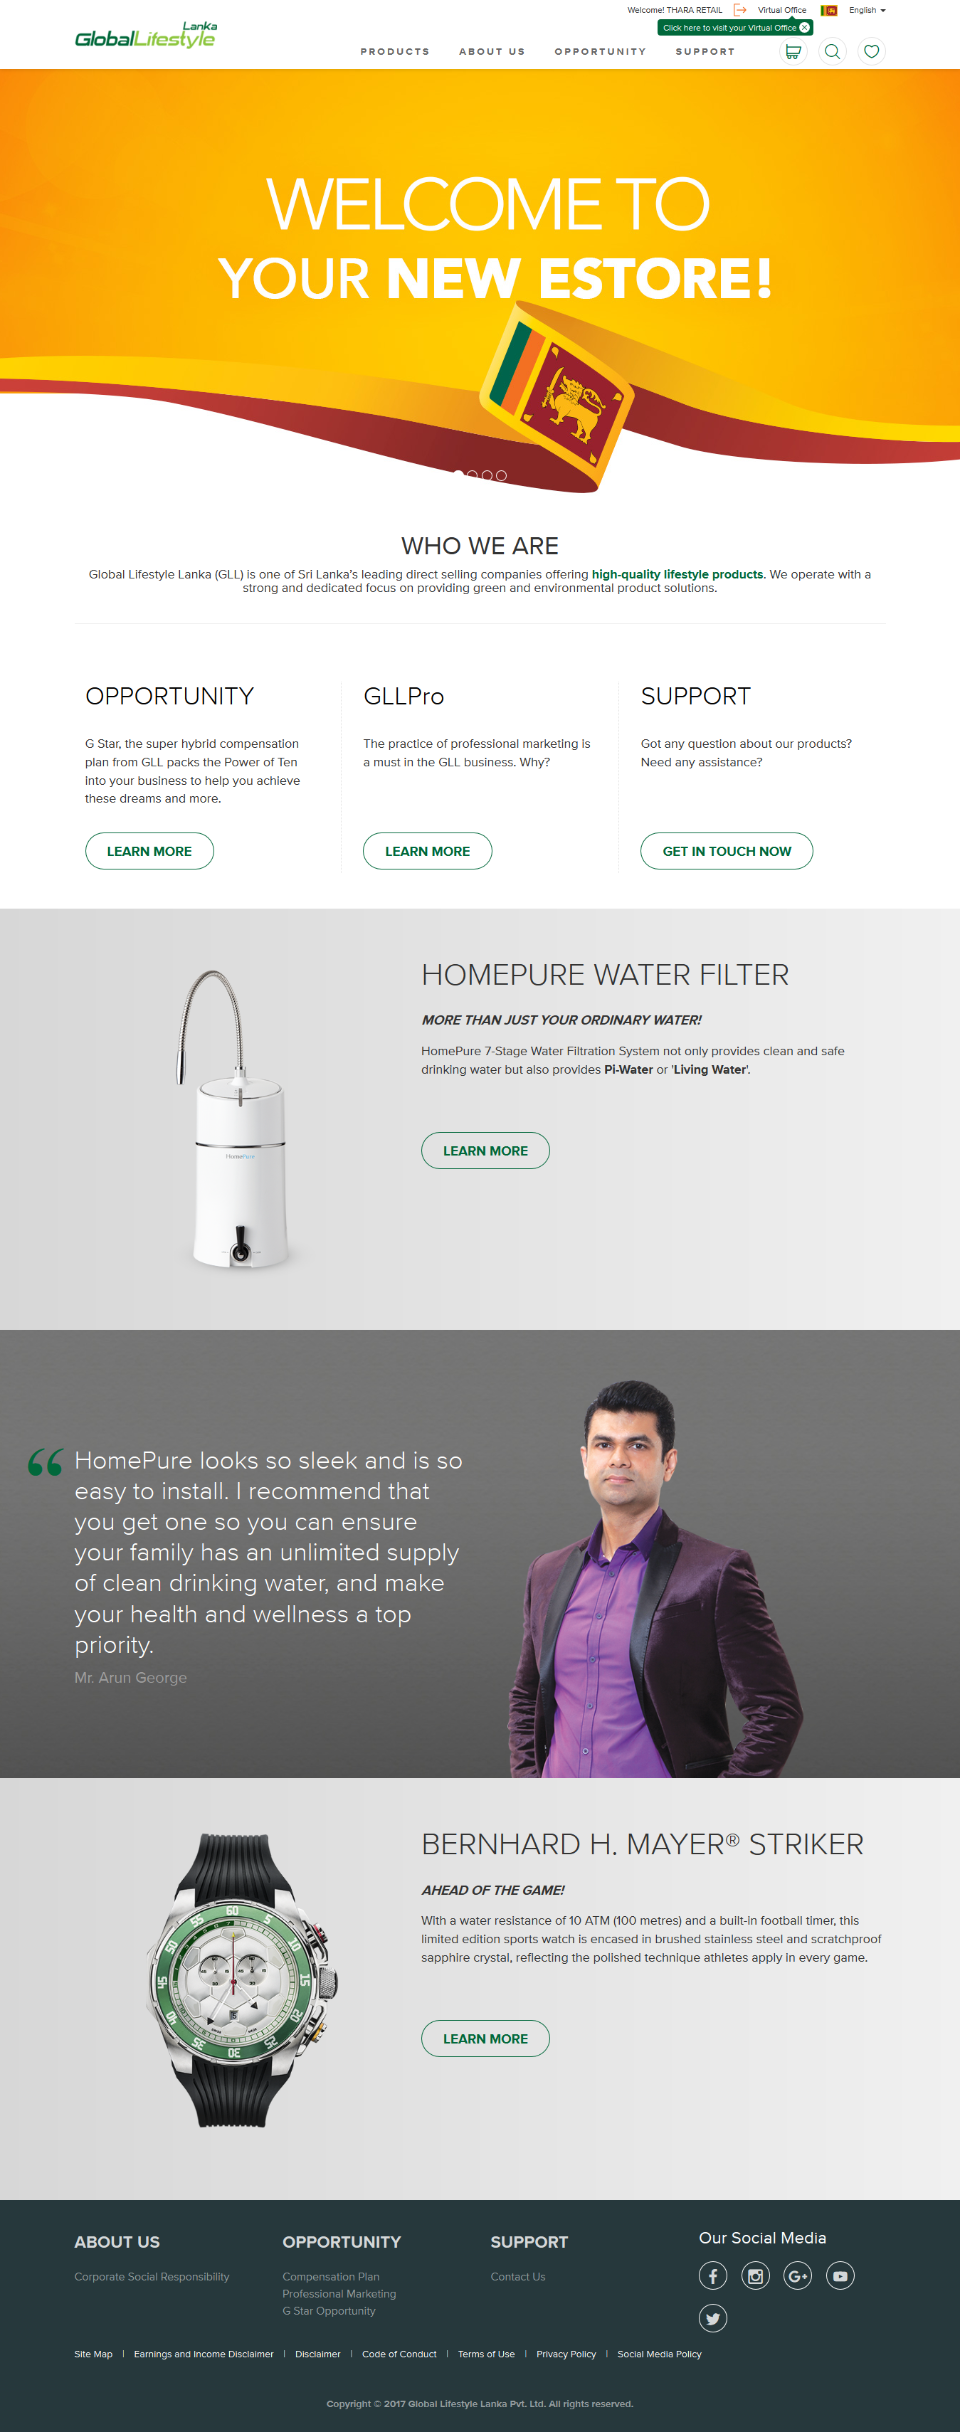 Welcome! THARA RETAIL
Virtual Office
English
Click here to visit your Virtual Office
Lanka
GlobalLifestyle
PRODUCTS
ABOUT US
OPPORTUNITY
SUPPORT
WELCOME TO
YOUR NEW ESTORE!
WHO WE ARE
Global Lifestyle Lanka (GLL) is one of Sri Lanka's leading direct selling companies offering high-quality lifestyle products. We operate with a
strong and dedicated focus on providing green and environmental product solutions.
OPPORTUNITY
G Star, the super hybrid compensation
plan from GLL packs the Power of Ten
into your business to help you achieve
these dreams and more.
LEARN MORE
GLLPro
The practice of professional marketing is
a must in the GLL business. Why?
LEARN MORE
SUPPORT
Got any question about our products?
Need any assistance?
GET IN TOUCH NOW
HomePure
HOMEPURE WATER FILTER
MORE THAN JUST YOUR ORDINARY WATER!
HomePure 7-Stage Water Filtration System not only provides clean and safe
drinking water but also provides Pi-Water or 'Living Water'.
LEARN MORE
“ HomePure looks so sleek and is so
easy to install. I recommend that
you get one so you can ensure
your family has an unlimited supply
of clean drinking water, and make
your health and wellness a top
priority.
Mr. Arun George
60
5
10
15
20
25
30
35
40
45
50
55
BERNHARD H. MAYER® STRIKER
AHEAD OF THE GAME!
With a water resistance of 10 ATM (100 metres) and a built-in football timer, this
limited edition sports watch is encased in brushed stainless steel and scratchproof
sapphire crystal, reflecting the polished technique athletes apply in every game.
LEARN MORE
ABOUT US
Corporate Social Responsibility
OPPORTUNITY
Compensation Plan
Professional Marketing
G Star Opportunity
SUPPORT
Contact Us
Our Social Media
Site Map | Earnings and Income Disclaimer | Disclaimer | Code of Conduct | Terms of Use | Privacy Policy | Social Media Policy
Copyright © 2017 Global Lifestyle Lanka Pvt. Ltd. All rights reserved.